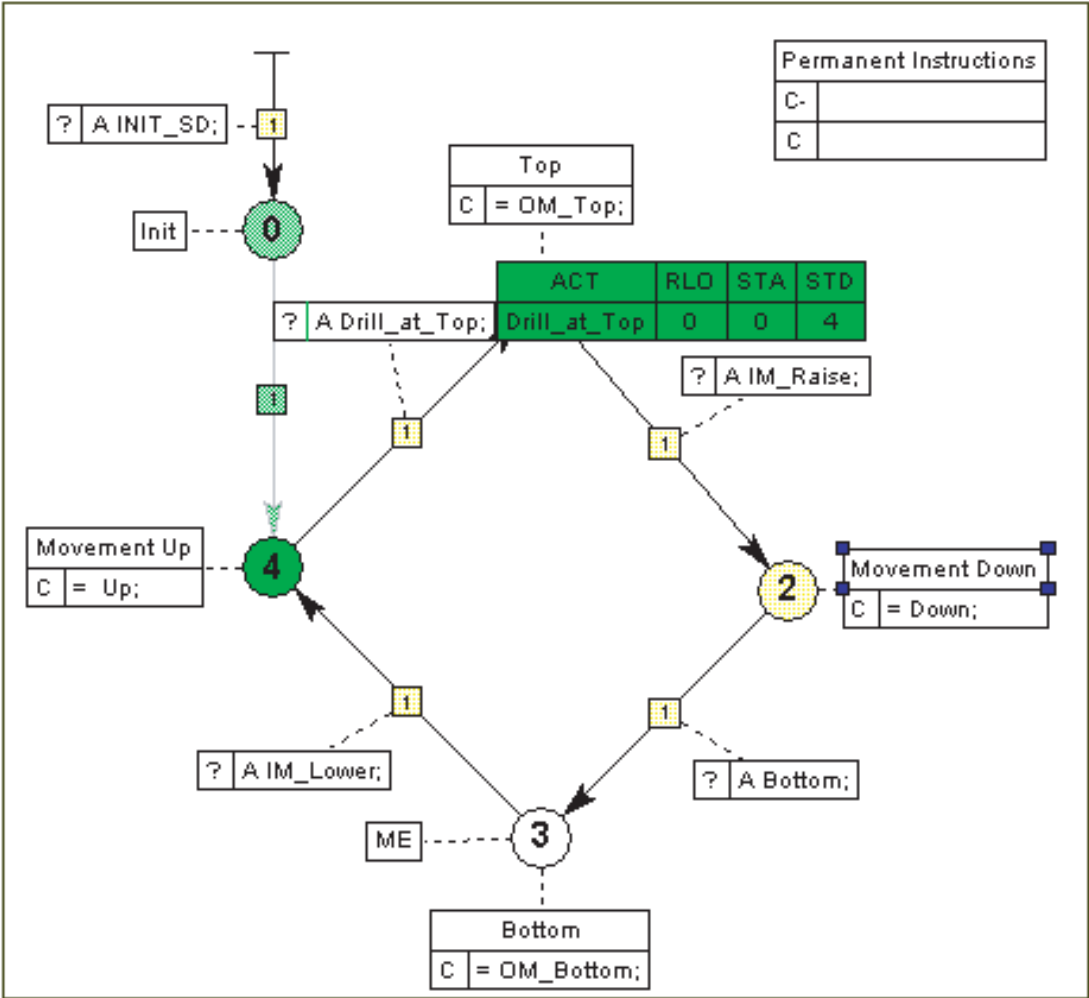 Permanent Instructions
C-
C
? A INIT_SD;
1
Top
C = OM_Top;
Init
0
ACT RLO STA STD
Drill_at_Top 0 0 4
? A Drill_at_Top;
? A IM_Raise;
1
1
1
Movement Up
C = Up;
4
2
Movement Down
C = Down;
1
1
? A IM_Lower;
? A Bottom;
ME
3
Bottom
C = OM_Bottom;